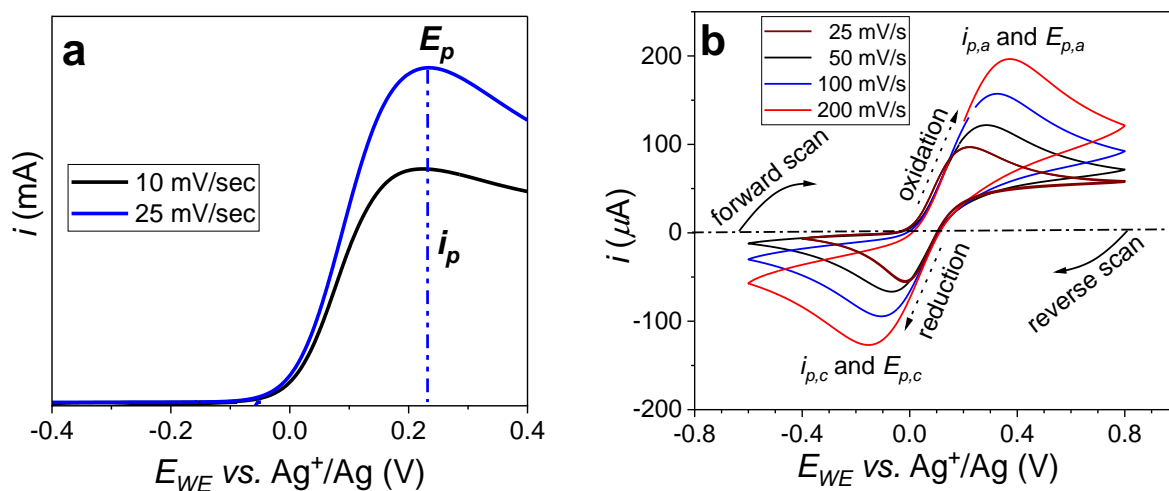 a
E_p
i_p
10 mV/sec
25 mV/sec
i (mA)
-0.4
-0.2
0.0
0.2
0.4
E_WE vs. Ag⁺/Ag (V)
b
25 mV/s
50 mV/s
100 mV/s
200 mV/s
i_p,a and E_p,a
oxidation
forward scan
reduction
reverse scan
i_p,c and E_p,c
i (μA)
200
100
0
-100
-200
-0.8
-0.4
0.0
0.4
0.8
E_WE vs. Ag⁺/Ag (V)